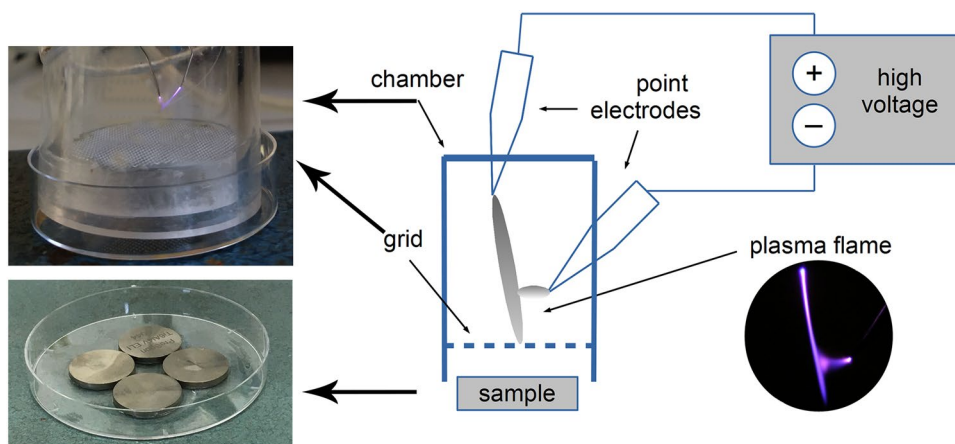 chamber
point
electrodes
+
high
voltage
−
grid
plasma flame
sample